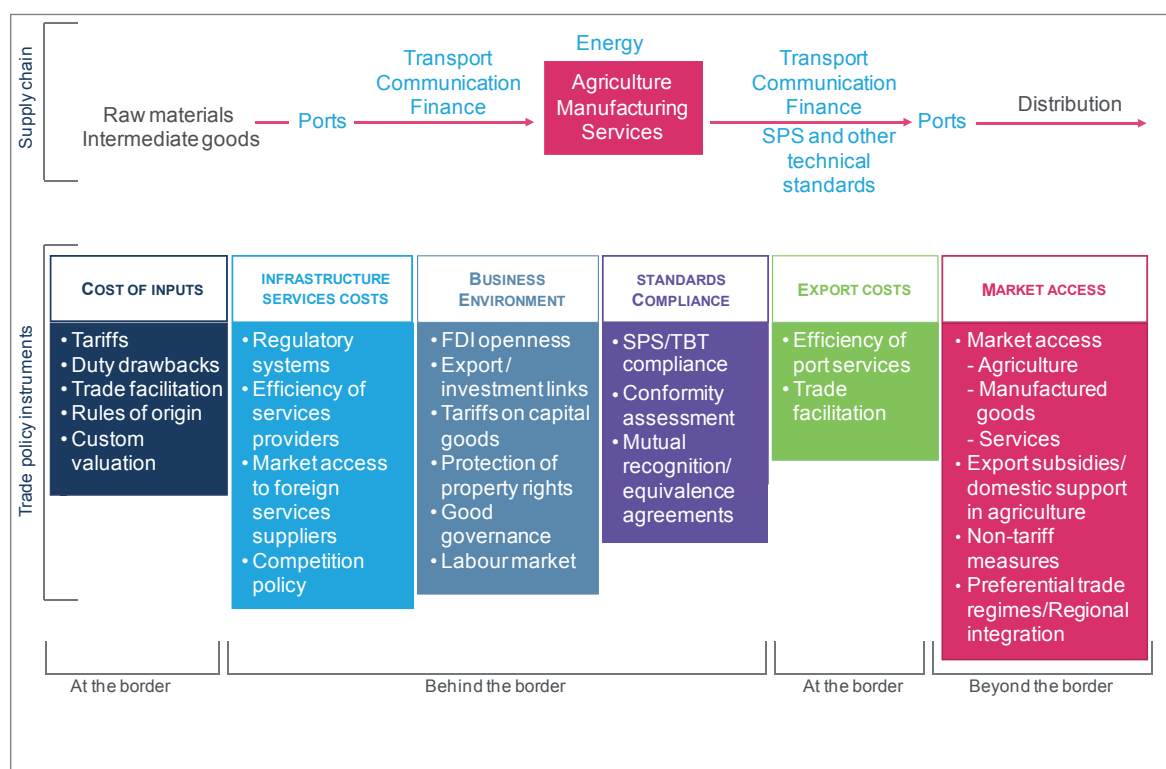 Supply chain
Raw materials
Intermediate goods
Ports
Transport
Communication
Finance
Energy
Agriculture
Manufacturing
Services
Transport
Communication
Finance
SPS and other
technical
standards
Ports
Distribution
Trade policy instruments
COST OF INPUTS
• Tariffs
• Duty drawbacks
• Trade facilitation
• Rules of origin
• Custom
valuation
INFRASTRUCTURE
SERVICES COSTS
• Regulatory
systems
• Efficiency of
services
providers
• Market access
to foreign
services
suppliers
• Competition
policy
BUSINESS
ENVIRONMENT
• FDI openness
• Export /
investment links
• Tariffs on capital
goods
• Protection of
property rights
• Good
governance
• Labour market
STANDARDS
COMPLIANCE
• SPS/TBT
compliance
• Conformity
assessment
• Mutual
recognition/
equivalence
agreements
EXPORT COSTS
• Efficiency of
port services
• Trade
facilitation
MARKET ACCESS
• Market access
- Agriculture
- Manufactured
goods
- Services
• Export subsidies/
domestic support
in agriculture
• Non-tariff
measures
• Preferential trade
regimes/Regional
integration
At the border
Behind the border
At the border
Beyond the border